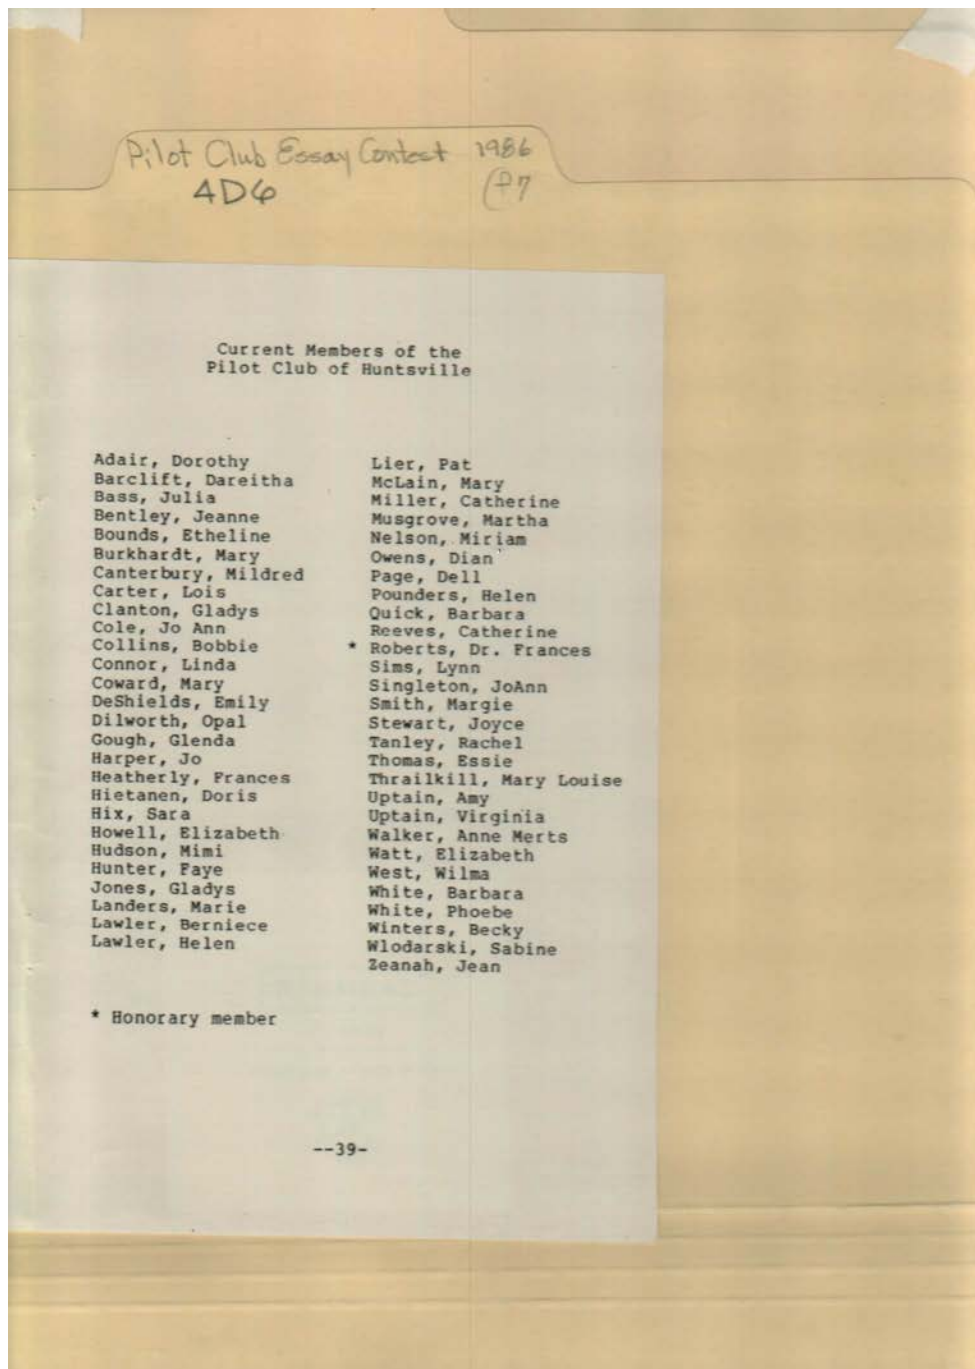 Pilot Club Essay Contest 1986
4D6 (F7
Current Members of the
Pilot Club of Huntsville
Adair, Dorothy
Barclift, Dareitha
Bass, Julia
Bentley, Jeanne
Bounds, Etheline
Burkhardt, Mary
Canterbury, Mildred
Carter, Lois
Clanton, Gladys
Cole, Jo Ann
Collins, Bobbie
Connor, Linda
Coward, Mary
DeShields, Emily
Dilworth, Opal
Gough, Glenda
Harper, Jo
Heatherly, Frances
Hietanen, Doris
Hix, Sara
Howell, Elizabeth
Hudson, Mimi
Hunter, Faye
Jones, Gladys
Landers, Marie
Lawler, Berniece
Lawler, Helen
Lier, Pat
McLain, Mary
Miller, Catherine
Musgrove, Martha
Nelson, Miriam
Owens, Dian
Page, Dell
Pounders, Helen
Quick, Barbara
Reeves, Catherine
* Roberts, Dr. Frances
Sims, Lynn
Singleton, JoAnn
Smith, Margie
Stewart, Joyce
Tanley, Rachel
Thomas, Essie
Thrailkill, Mary Louise
Uptain, Amy
Uptain, Virginia
Walker, Anne Merts
Watt, Elizabeth
West, Wilma
White, Barbara
White, Phoebe
Winters, Becky
Wlodarski, Sabine
Zeanah, Jean
* Honorary member
--39-